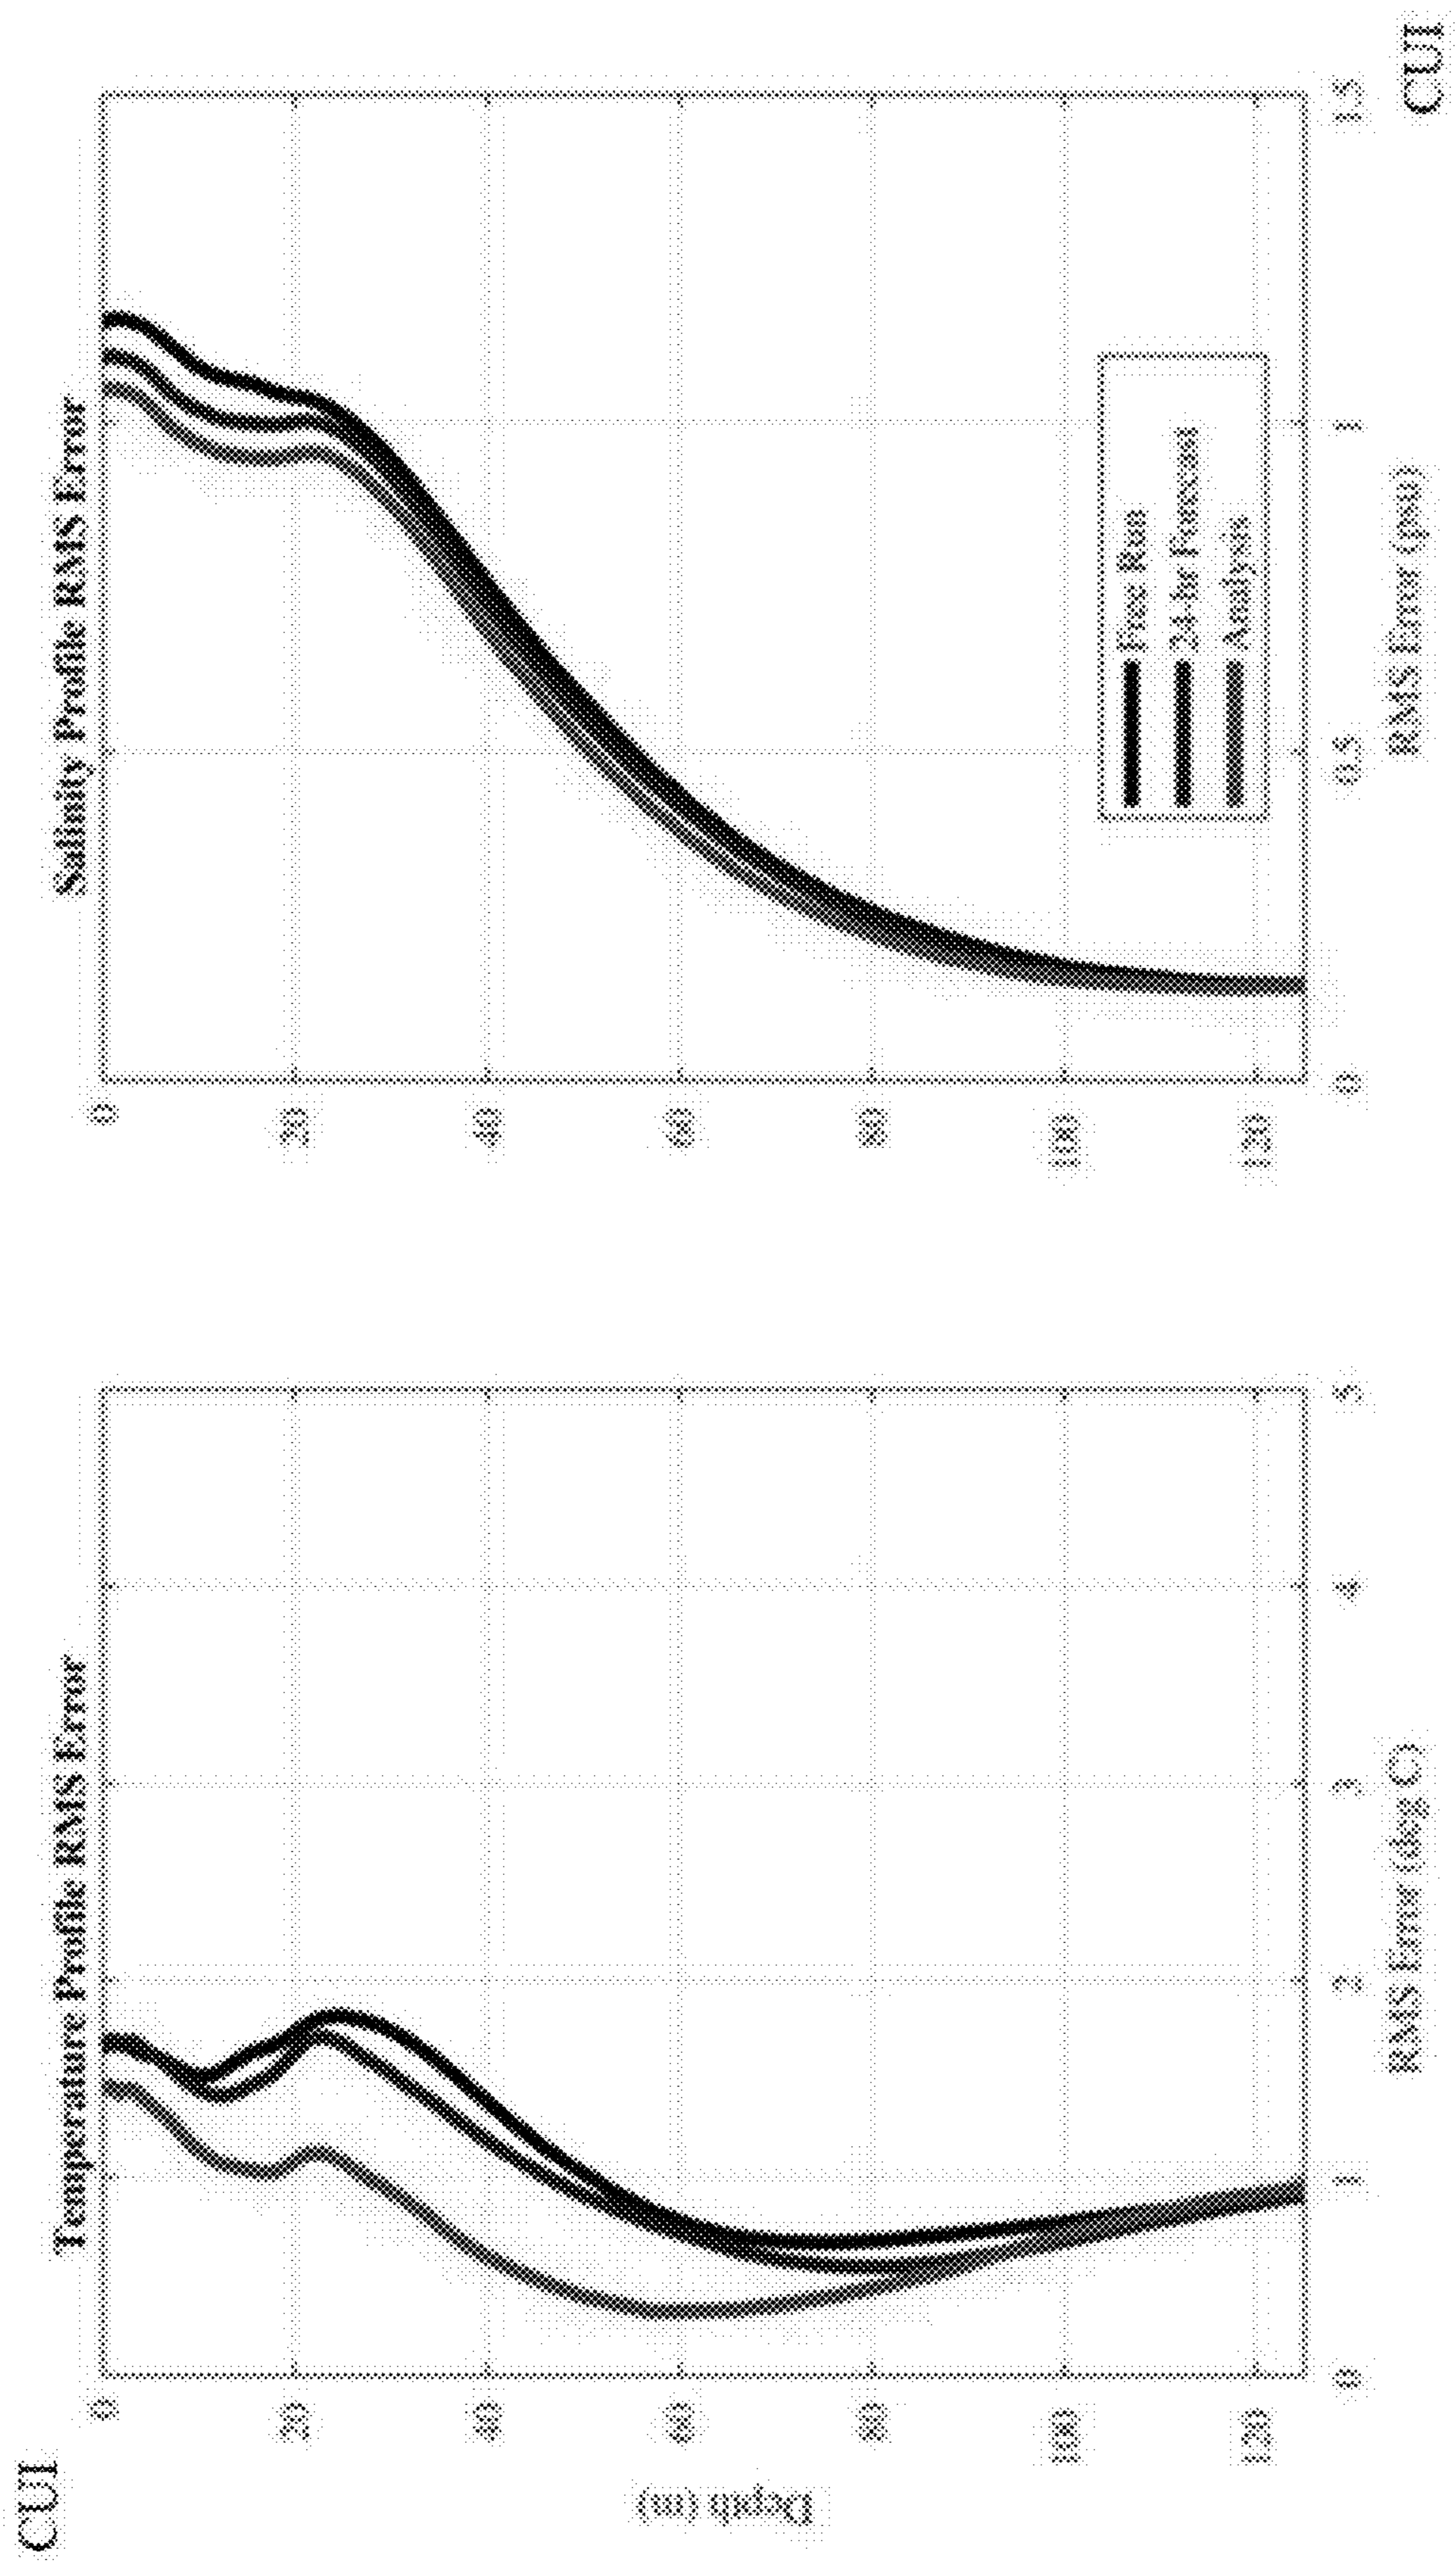 CUI
Temperature Profile RMS Error
0
20
40
60
80
100
120
Depth (m)
0
1
2
3
4
5
RMS Error (deg C)
Salinity Profile RMS Error
0
20
40
60
80
100
120
Free Run
24-hr Forecast
Analysis
0
0.5
1
1.5
RMS Error (psu)
CUI